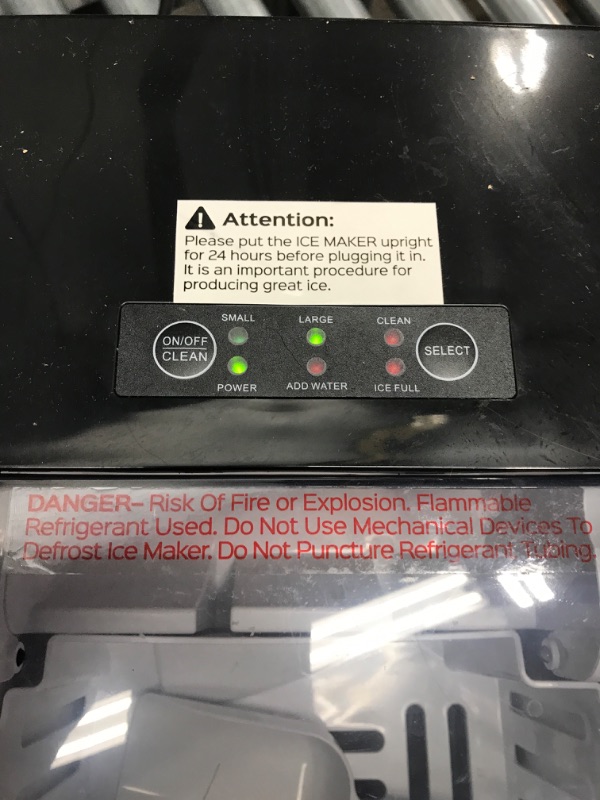 Attention:
Please put the ICE MAKER upright
for 24 hours before plugging it in.
It is an important procedure for
producing great ice.
SMALL LARGE CLEAN
ON/OFF
CLEAN
SELECT
POWER ADD WATER ICE FULL
DANGER– Risk Of Fire or Explosion. Flammable
Refrigerant Used. Do Not Use Mechanical Devices To
Defrost Ice Maker. Do Not Puncture Refrigerant Tubing.